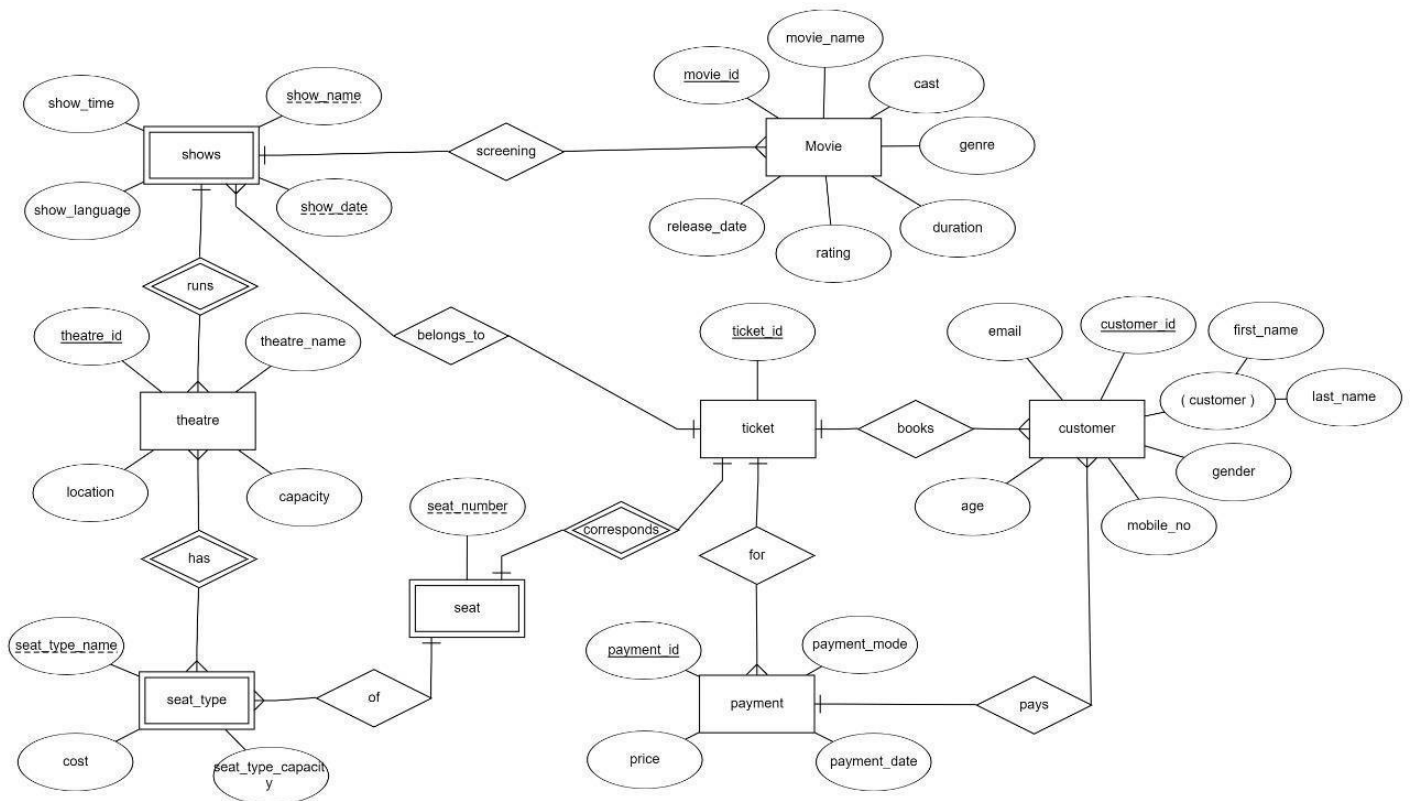 movie_name
movie_id
cast
show_time
show_name
shows
screening
Movie
genre
show_language
show_date
release_date
duration
rating
runs
theatre_id
theatre_name
belongs_to
ticket_id
email
customer_id
first_name
( customer )
last_name
theatre
ticket
books
customer
gender
location
capacity
seat_number
age
mobile_no
corresponds
has
for
seat
seat_type_name
payment_id
payment_mode
seat_type
of
payment
pays
cost
seat_type_capacit
y
price
payment_date